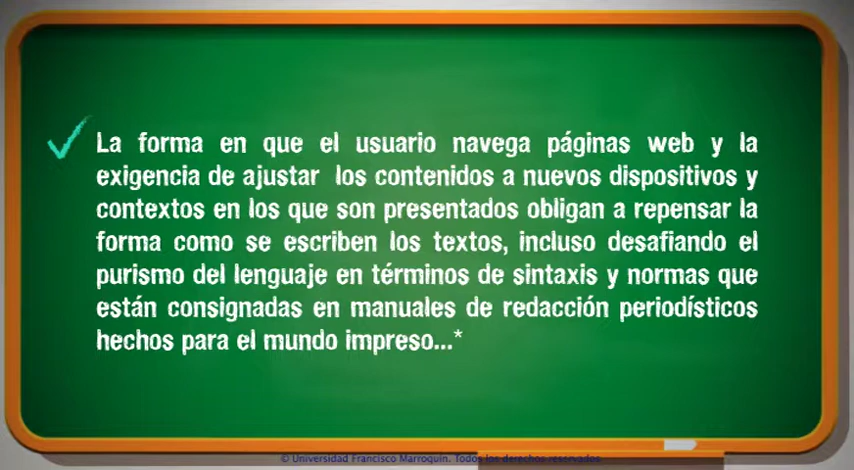 La forma en que el usuario navega páginas web y la
exigencia de ajustar los contenidos a nuevos dispositivos y
contextos en los que son presentados obligan a repensar la
forma como se escriben los textos, incluso desafiando el
purismo del lenguaje en términos de sintaxis y normas que
están consignadas en manuales de redacción periodísticos
hechos para el mundo impreso...*
© Universidad Francisco Marroquín. Todos los derechos reservados.